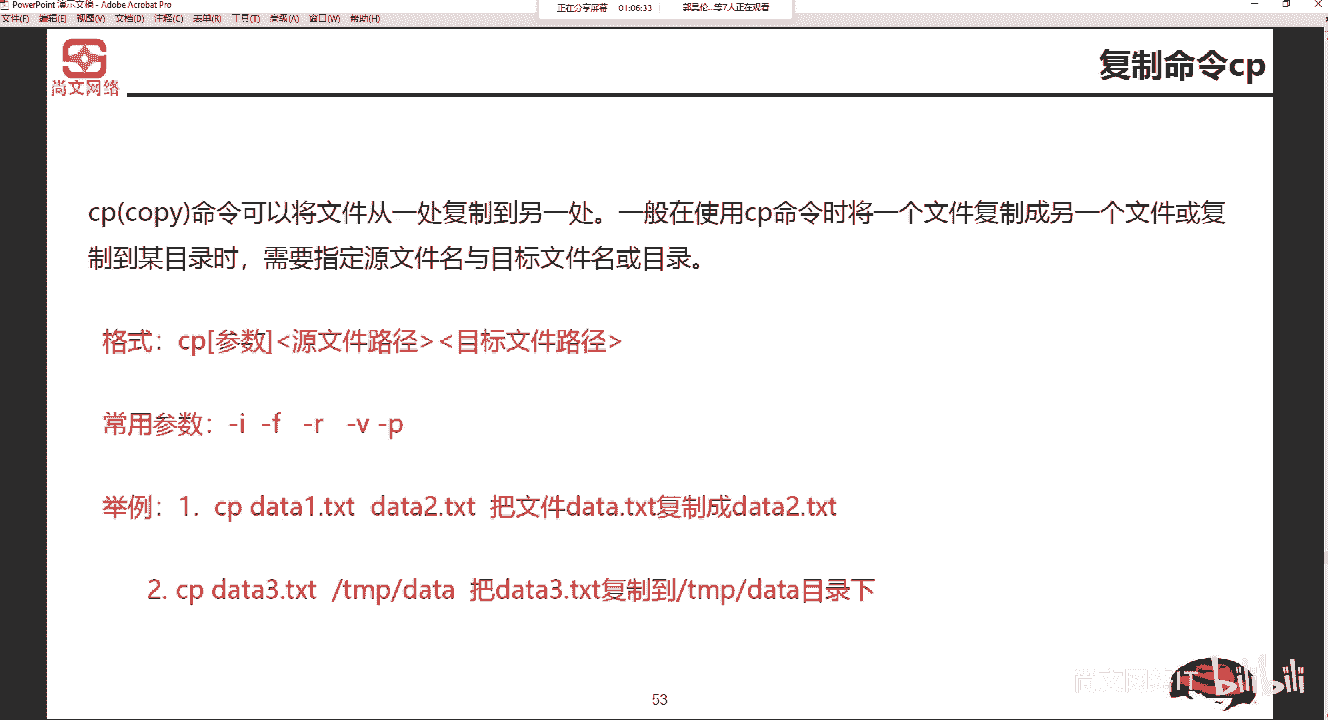 PowerPoint 演示文稿 - Adobe Acrobat Pro
文件(F) 编辑(E) 视图(V) 文档(D) 注释(C) 表单(R) 工具(T) 高级(A) 窗口(W) 帮助(H)
正在分享屏幕 01:06:33 郭昊伦...等7人正在观看
尚文网络
复制命令cp
cp(copy)命令可以将文件从一处复制到另一处。一般在使用cp命令时将一个文件复制成另一个文件或复
制到某目录时，需要指定源文件名与目标文件名或目录。
格式：cp[参数]<源文件路径><目标文件路径>
常用参数：-i -f -r -v -p
举例：1. cp data1.txt data2.txt 把文件data.txt复制成data2.txt
2. cp data3.txt /tmp/data 把data3.txt复制到/tmp/data目录下
尚文网络IT bilibili
53